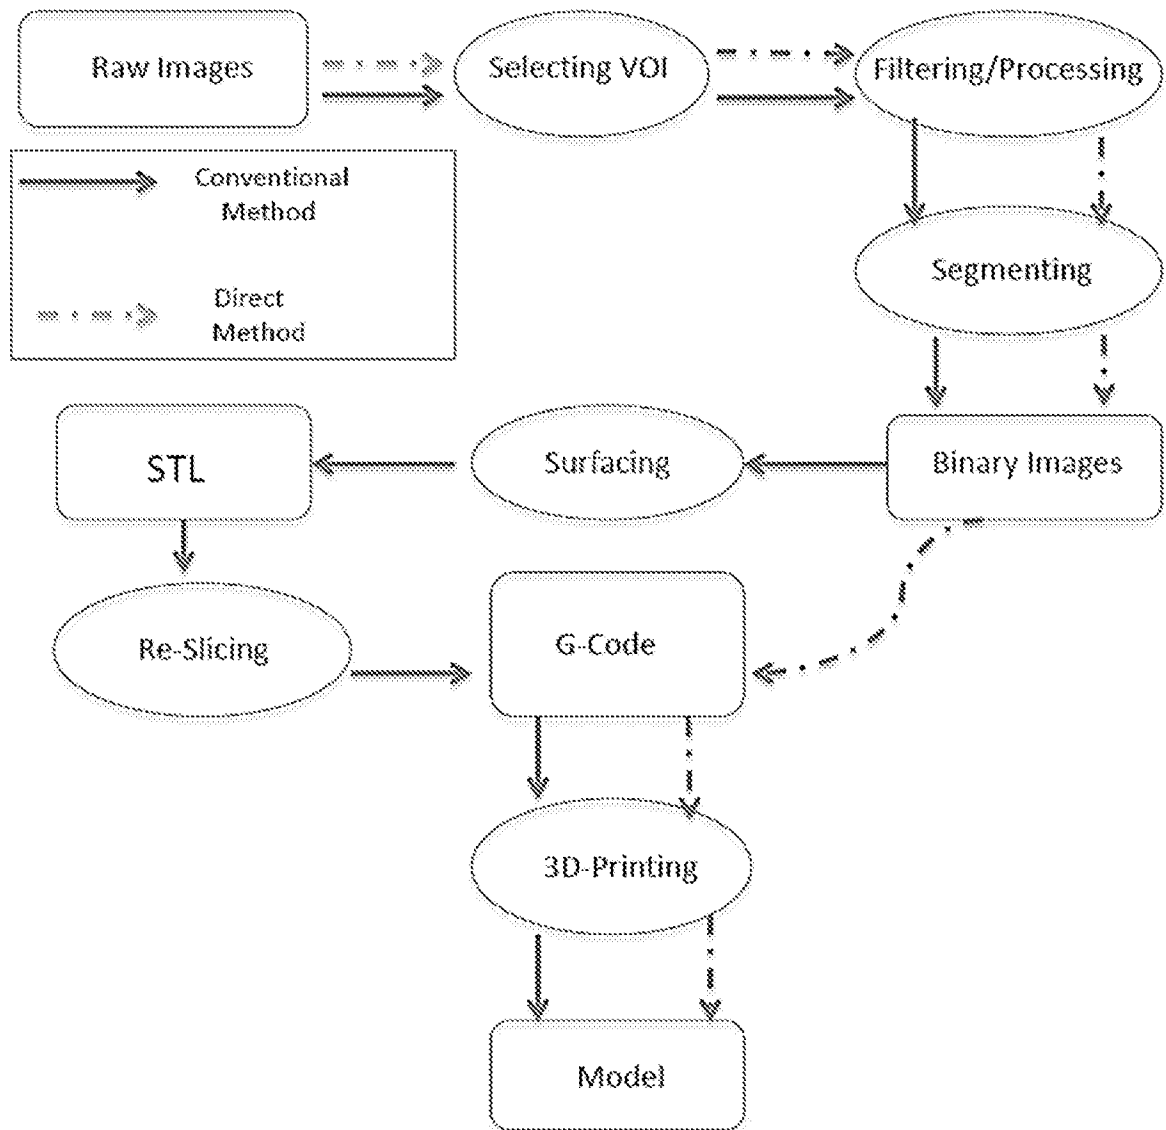 Raw Images
Selecting VOI
Filtering/Processing
Conventional
Method
Direct
Method
Segmenting
STL
Surfacing
Binary Images
Re-Slicing
G-Code
3D-Printing
Model